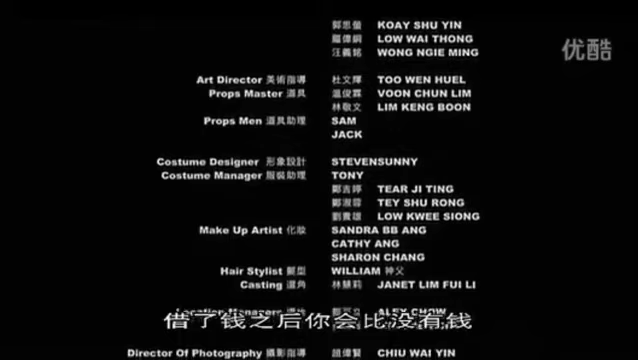 郭思螢 KOAY SHU YIN
羅偉銅 LOW WAI THONG
汪義銘 WONG NGIE MING
优酷
Art Director 美術指導 杜文輝 TOO WEN HUEL
Props Master 道具 溫俊霖 VOON CHUN LIM
林敬文 LIM KENG BOON
Props Men 道具助理 SAM
JACK
Costume Designer 形象設計 STEVENSUNNY
Costume Manager 服裝助理 TONY
鄭吉婷 TEAR JI TING
鄭淑蓉 TEY SHU RONG
劉貴雄 LOW KWEE SIONG
Make Up Artist 化妝 SANDRA BB ANG
CATHY ANG
SHARON CHANG
Hair Stylist 髮型 WILLIAM 神父
Casting 選角 林慧莉 JANET LIM FUI LI
Location Managers ALEX CHOW
借了钱之后你会比没有钱
Director Of Photography 攝影指導 趙偉賢 CHIU WAI YIN